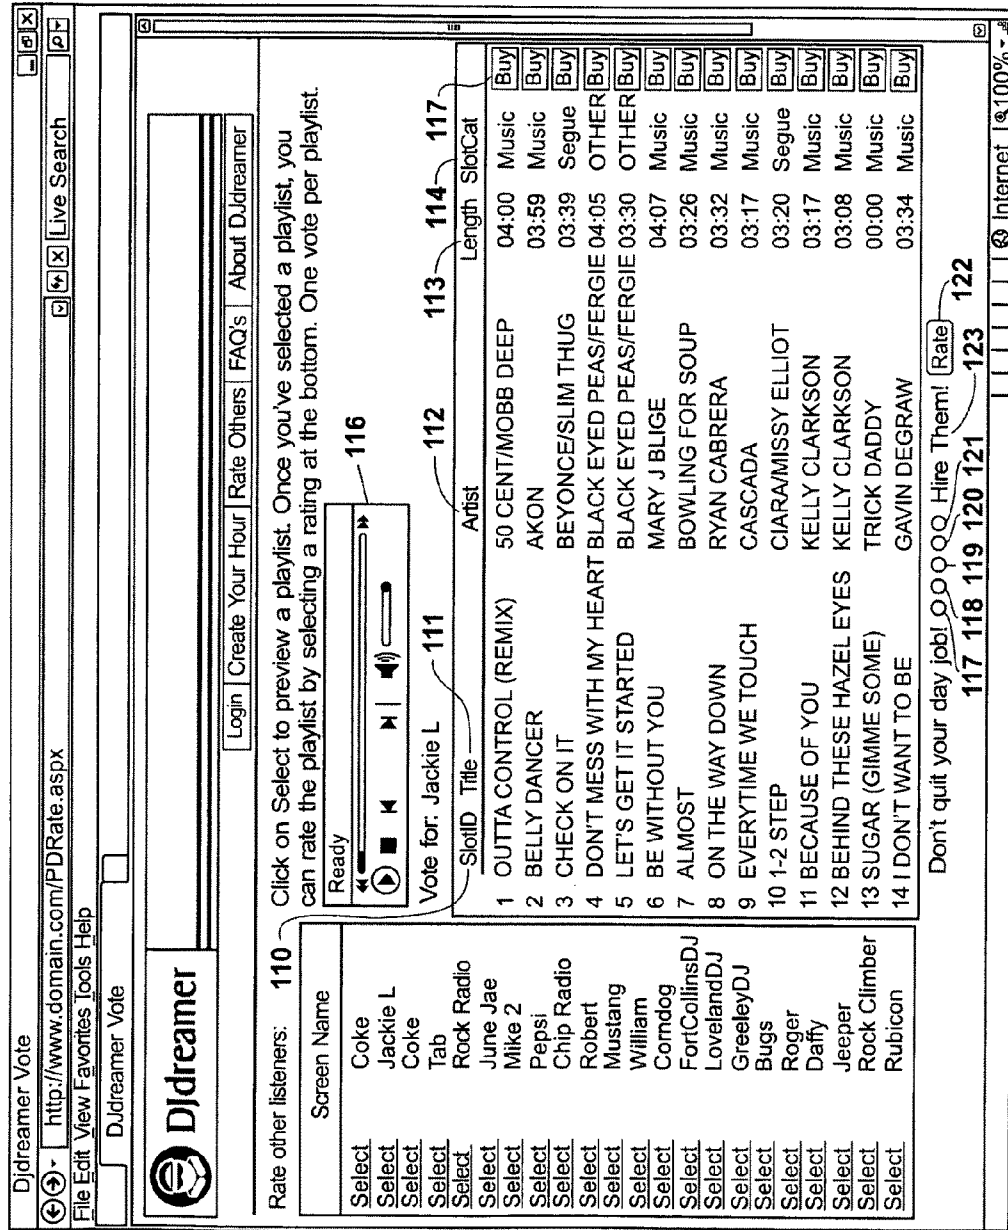 Djdreamer Vote
http://www.domain.com/PDRate.aspx
Live Search
File Edit View Favorites Tools Help
DJdreamer Vote
DJdreamer
Login Create Your Hour Rate Others FAQ's About DJdreamer
Rate other listeners:
Click on Select to preview a playlist. Once you've selected a playlist, you
can rate the playlist by selecting a rating at the bottom. One vote per playlist.
Screen Name
Select Coke
Select Jackie L
Select Coke
Select Tab
Select Rock Radio
Select June Jae
Select Mike 2
Select Pepsi
Select Chip Radio
Select Robert
Select Mustang
Select William
Select Corndog
Select FortCollinsDJ
Select LovelandDJ
Select GreeleyDJ
Select Bugs
Select Roger
Select Daffy
Select Jeeper
Select Rock Climber
Select Rubicon
Ready
116
Vote for: Jackie L
110 111 112 113 114 117
SlotID Title Artist Length SlotCat
1 OUTTA CONTROL (REMIX) 50 CENT/MOBB DEEP 04:00 Music Buy
2 BELLY DANCER AKON 03:59 Music Buy
3 CHECK ON IT BEYONCE/SLIM THUG 03:39 Segue Buy
4 DON'T MESS WITH MY HEART BLACK EYED PEAS/FERGIE 04:05 OTHER Buy
5 LET'S GET IT STARTED BLACK EYED PEAS/FERGIE 03:30 OTHER Buy
6 BE WITHOUT YOU MARY J BLIGE 04:07 Music Buy
7 ALMOST BOWLING FOR SOUP 03:26 Music Buy
8 ON THE WAY DOWN RYAN CABRERA 03:32 Music Buy
9 EVERYTIME WE TOUCH CASCADA 03:17 Music Buy
10 1-2 STEP CIARA/MISSY ELLIOT 03:20 Segue Buy
11 BECAUSE OF YOU KELLY CLARKSON 03:17 Music Buy
12 BEHIND THESE HAZEL EYES KELLY CLARKSON 03:08 Music Buy
13 SUGAR (GIMME SOME) TRICK DADDY 00:00 Music Buy
14 I DON'T WANT TO BE GAVIN DEGRAW 03:34 Music Buy
Don't quit your day job! Hire Them! Rate
117 118 119 120 121 123 122
Internet 100%